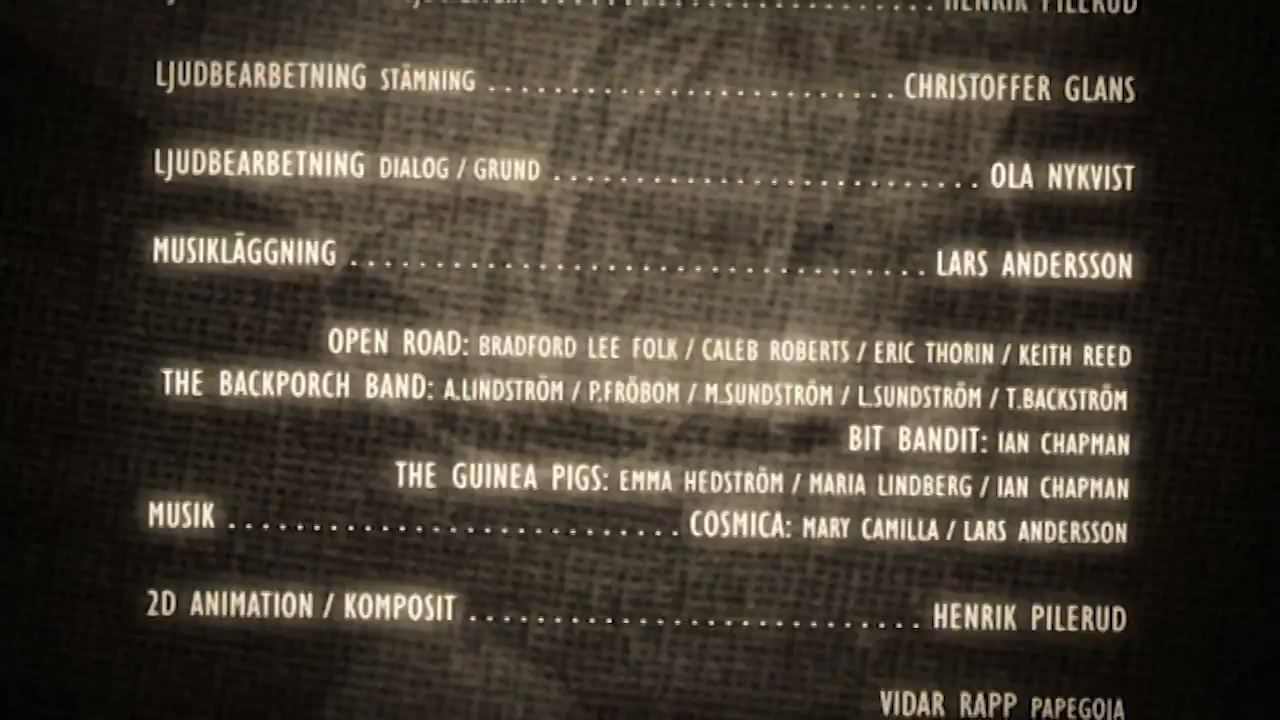 HENRIK PILERUD
LJUDBEARBETNING STÄMNING ........................ CHRISTOFFER GLANS
LJUDBEARBETNING DIALOG / GRUND ......................... OLA NYKVIST
MUSIKLÄGGNING .................................. LARS ANDERSSON
OPEN ROAD: BRADFORD LEE FOLK / CALEB ROBERTS / ERIC THORIN / KEITH REED
THE BACKPORCH BAND: A.LINDSTRÖM / P.FRÖBOM / M.SUNDSTRÖM / L.SUNDSTRÖM / T.BACKSTRÖM
BIT BANDIT: IAN CHAPMAN
THE GUINEA PIGS: EMMA HEDSTRÖM / MARIA LINDBERG / IAN CHAPMAN
MUSIK ........................... COSMICA: MARY CAMILLA / LARS ANDERSSON
2D ANIMATION / KOMPOSIT ........................... HENRIK PILERUD
VIDAR RAPP PAPEGOJA